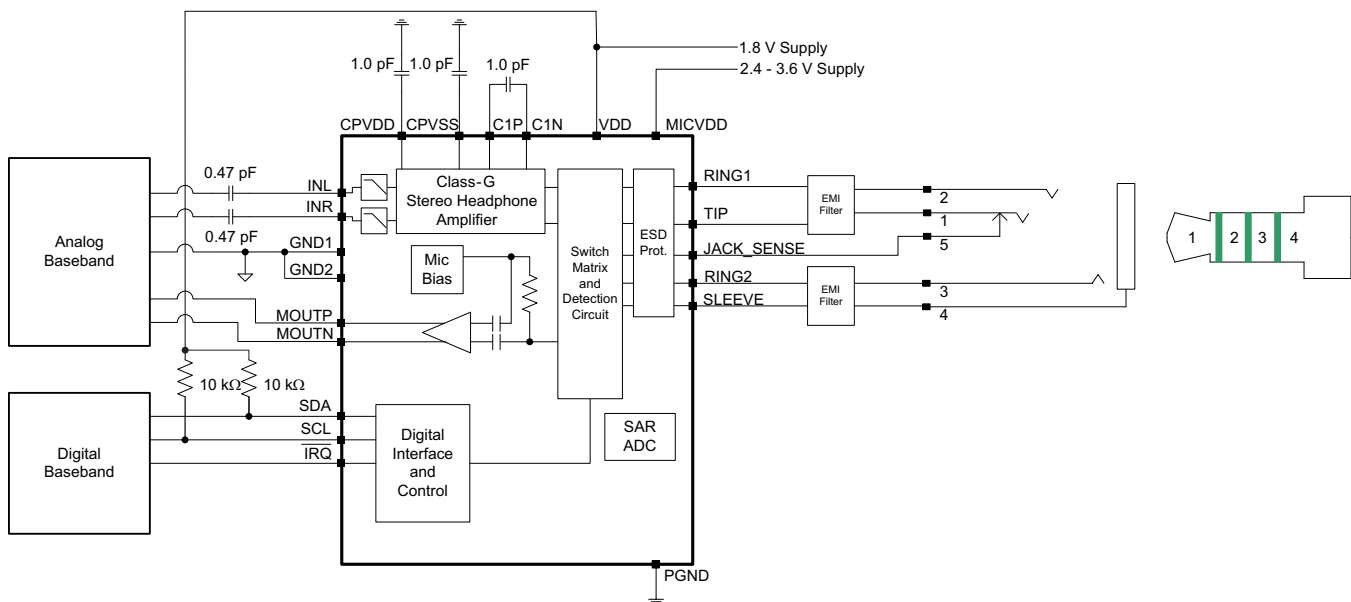 1.8 V Supply
2.4 - 3.6 V Supply
1.0 pF
1.0 pF
1.0 pF
CPVDD
CPVSS
C1P
C1N
VDD
MICVDD
Analog
Baseband
0.47 pF
0.47 pF
INL
INR
GND1
GND2
MOUTP
MOUTN
Class-G
Stereo Headphone
Amplifier
Mic
Bias
Switch
Matrix
and
Detection
Circuit
ESD
Prot.
RING1
TIP
JACK_SENSE
RING2
SLEEVE
EMI
Filter
EMI
Filter
2
1
5
3
4
1
2
3
4
10 kΩ
10 kΩ
Digital
Baseband
SDA
SCL
IRQ
Digital
Interface
and
Control
SAR
ADC
PGND